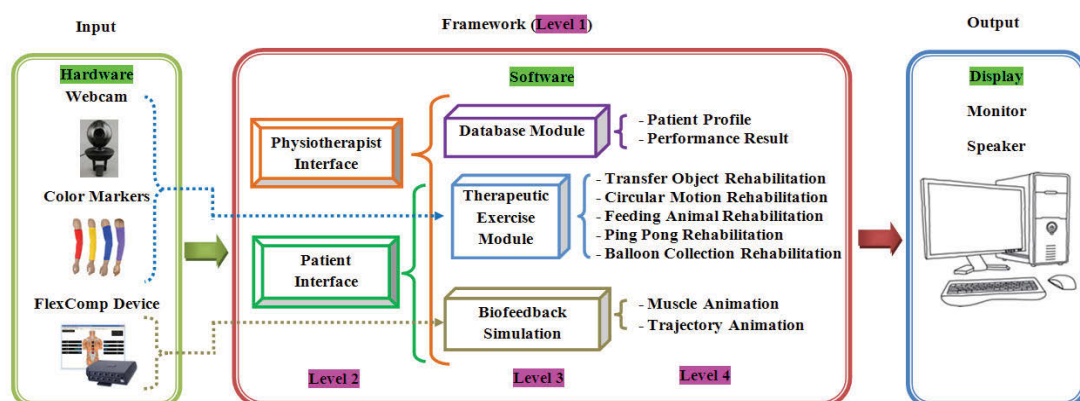 Input
Framework (Level 1)
Output
Hardware
Webcam
Color Markers
FlexComp Device
Software
Physiotherapist
Interface
Patient
Interface
Database Module
- Patient Profile
- Performance Result
Therapeutic
Exercise
Module
- Transfer Object Rehabilitation
- Circular Motion Rehabilitation
- Feeding Animal Rehabilitation
- Ping Pong Rehabilitation
- Balloon Collection Rehabilitation
Biofeedback
Simulation
- Muscle Animation
- Trajectory Animation
Level 2
Level 3
Level 4
Display
Monitor
Speaker